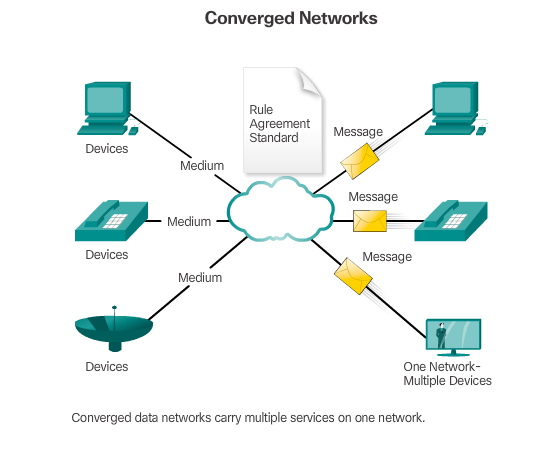 Converged Networks
Rule
Agreement
Standard
Message
Devices
Medium
Message
Medium
Devices
Message
Medium
Devices
One Network-
Multiple Devices
Converged data networks carry multiple services on one network.